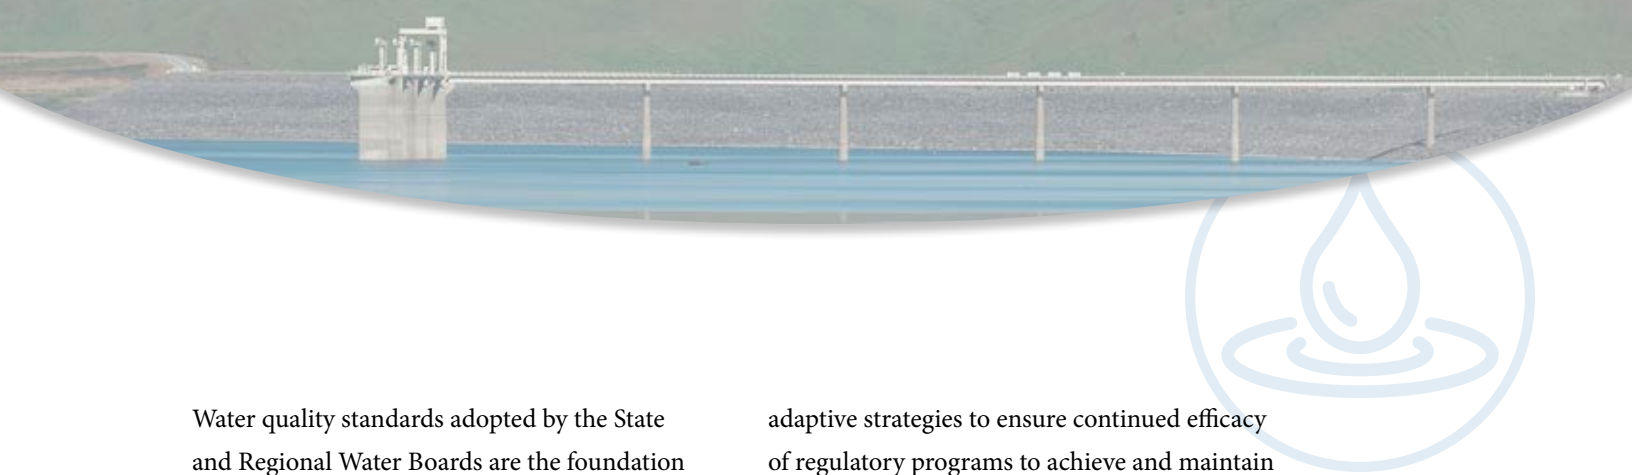 Water quality standards adopted by the State
and Regional Water Boards are the foundation
adaptive strategies to ensure continued efficacy
of regulatory programs to achieve and maintain